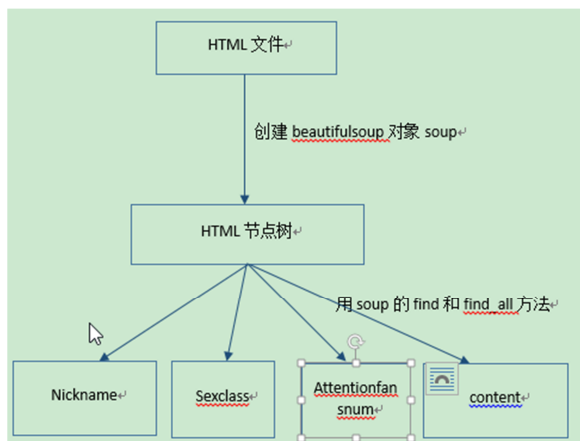 HTML 文件
创建 beautifulsoup 对象 soup
HTML 节点树
用 soup 的 find 和 find_all 方法
Nickname
Sexclass
Attentionfan
snum
content